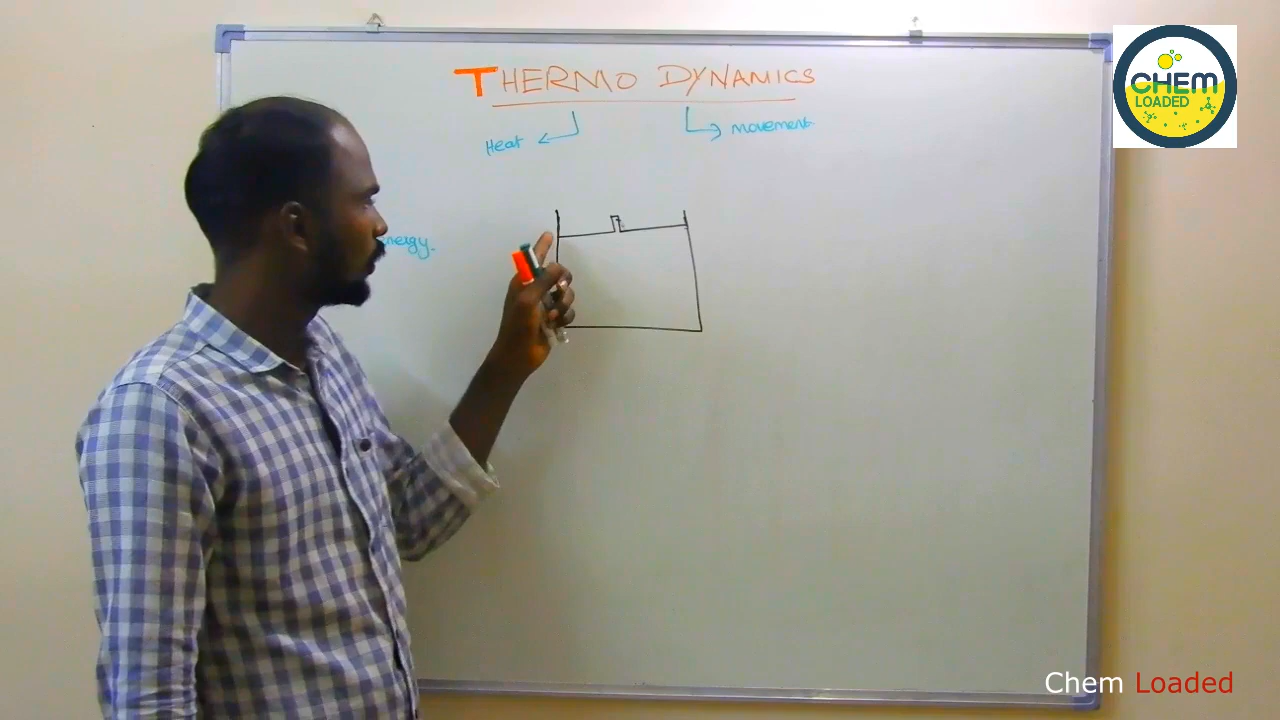 THERMO DYNAMICS
Heat
movement
energy.
CHEM
LOADED
Chem Loaded